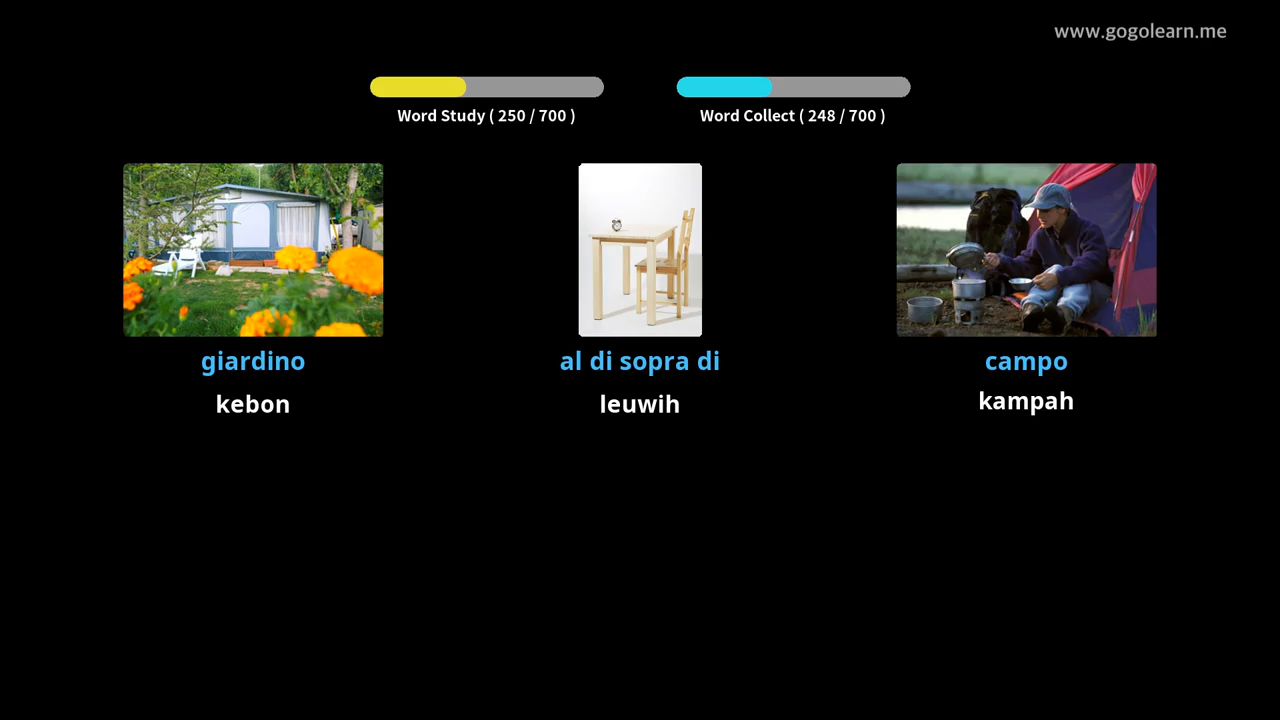 www.gogolearn.me
Word Study ( 250 / 700 )
Word Collect ( 248 / 700 )
giardino
kebon
al di sopra di
leuwih
campo
kampah